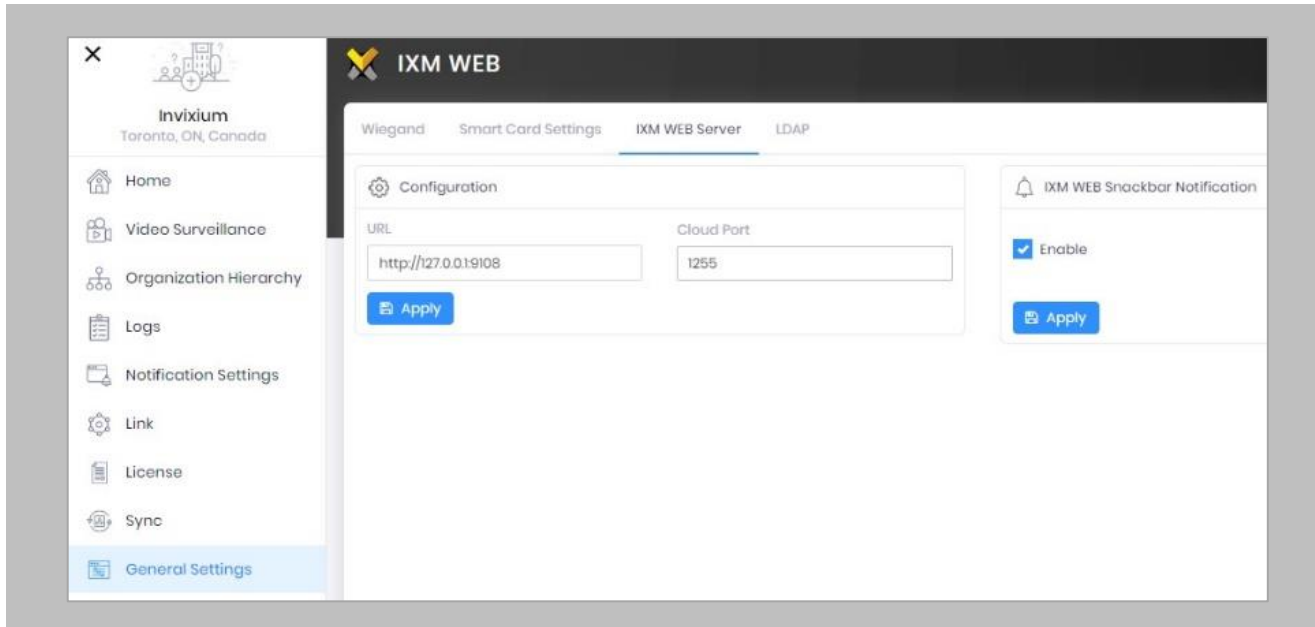 Invixium
Toronto, ON, Canada
Home
Video Surveillance
Organization Hierarchy
Logs
Notification Settings
Link
License
Sync
General Settings
IXM WEB
Wiegand Smart Card Settings IXM WEB Server LDAP
Configuration
URL Cloud Port
http://127.0.0.1:9108 1255
Apply
IXM WEB Snackbar Notification
Enable
Apply